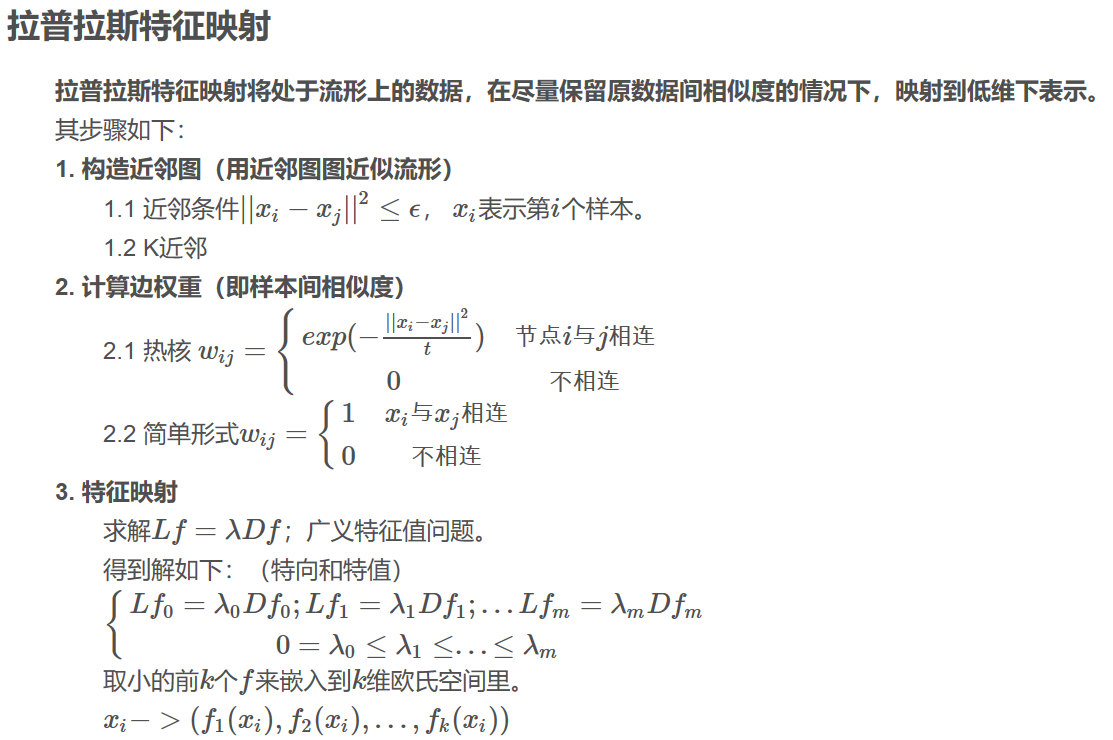 拉普拉斯特征映射
拉普拉斯特征映射将处于流形上的数据，在尽量保留原数据间相似度的情况下，映射到低维下表示。
其步骤如下：
1. 构造近邻图（用近邻图图近似流形）
1.1 近邻条件$||x_i - x_j||^2 \leq \epsilon$， $x_i$表示第$i$个样本。
1.2 K近邻
2. 计算边权重（即样本间相似度）
2.1 热核 $w_{ij} = \begin{cases} exp(-\frac{||x_i-x_j||^2}{t}) & 节点i与j相连 \\ 0 & 不相连 \end{cases}$
2.2 简单形式$w_{ij} = \begin{cases} 1 & x_i与x_j相连 \\ 0 & 不相连 \end{cases}$
3. 特征映射
求解$Lf = \lambda Df$；广义特征值问题。
得到解如下：（特向和特值）
$\begin{cases} Lf_0 = \lambda_0 Df_0; Lf_1 = \lambda_1 Df_1; \ldots Lf_m = \lambda_m Df_m \\ 0 = \lambda_0 \leq \lambda_1 \leq \ldots \leq \lambda_m \end{cases}$
取小的前$k$个$f$来嵌入到$k$维欧氏空间里。
$x_i -> (f_1(x_i), f_2(x_i), \ldots, f_k(x_i))$